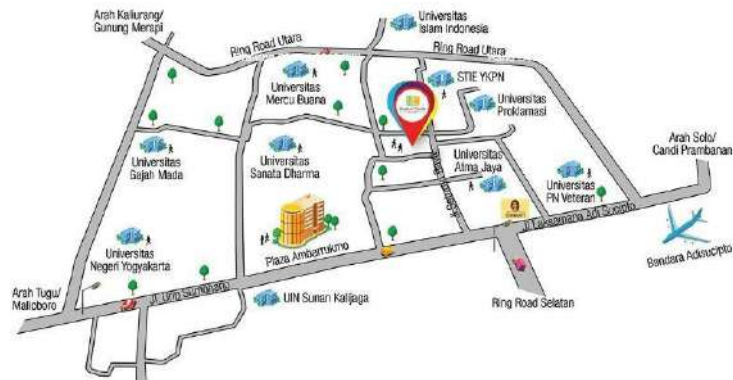 Arah Kaliurang/
Gunung Merapi
Universitas
Islam Indonesia
Ring Road Utara
Ring Road Utara
STIE YKPN
Universitas
Mercu Buana
Universitas
Proklamasi
Arah Solo/
Candi Prambanan
Universitas
Gajah Mada
Universitas
Sanata Dharma
Universitas
Atma Jaya
Universitas
PN Veteran
Universitas
Negeri Yogyakarta
Plaza Ambarrukmo
Jl. Laksamana Adi Sucipto
Bandara Adisucipto
Arah Tugu/
Malioboro
Jl. Urip Sumoharjo
UIN Sunan Kalijaga
Ring Road Selatan